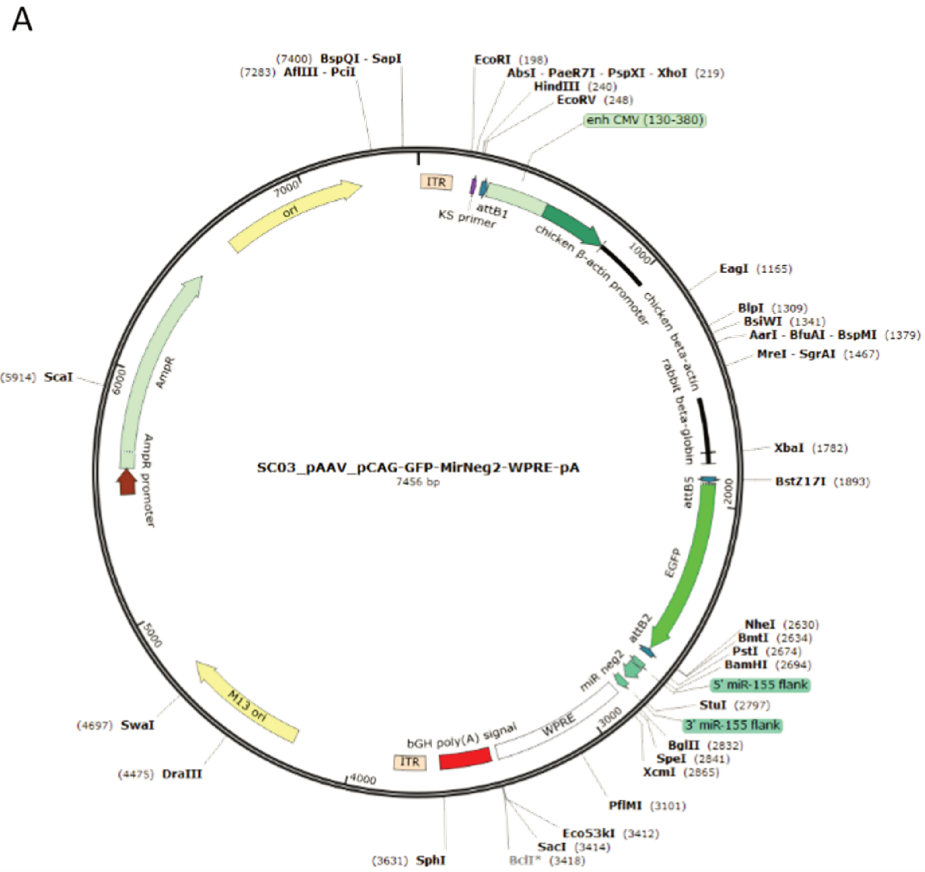 A
(7400) BspQI - SapI
(7283) AflIII - PciI
EcoRI (198)
AbsI - PaeR7I - PspXI - XhoI (219)
HindIII (240)
EcoRV (248)
enh CMV (130-380)
ITR
KS primer
attB1
chicken β-actin promoter
1000
chicken beta-actin
EagI (1165)
BlpI (1309)
BsiWI (1341)
AarI - BfuAI - BspMI (1379)
MreI - SgrAI (1467)
rabbit beta-globin
XbaI (1782)
BstZ17I (1893)
attB5
2000
EGFP
attB2
NheI (2630)
BmtI (2634)
PstI (2674)
BamHI (2694)
5' miR-155 flank
miR neg2
StuI (2797)
3' miR-155 flank
BglII (2832)
SpeI (2841)
XcmI (2865)
3000
WPRE
PflMI (3101)
Eco53kI (3412)
SacI (3414)
BclI* (3418)
bGH poly(A) signal
(3631) SphI
ITR
4000
M13 ori
(4475) DraIII
(4697) SwaI
5000
AmpR promoter
AmpR
(5914) ScaI
6000
ori
7000
SC03_pAAV_pCAG-GFP-MirNeg2-WPRE-pA
7456 bp